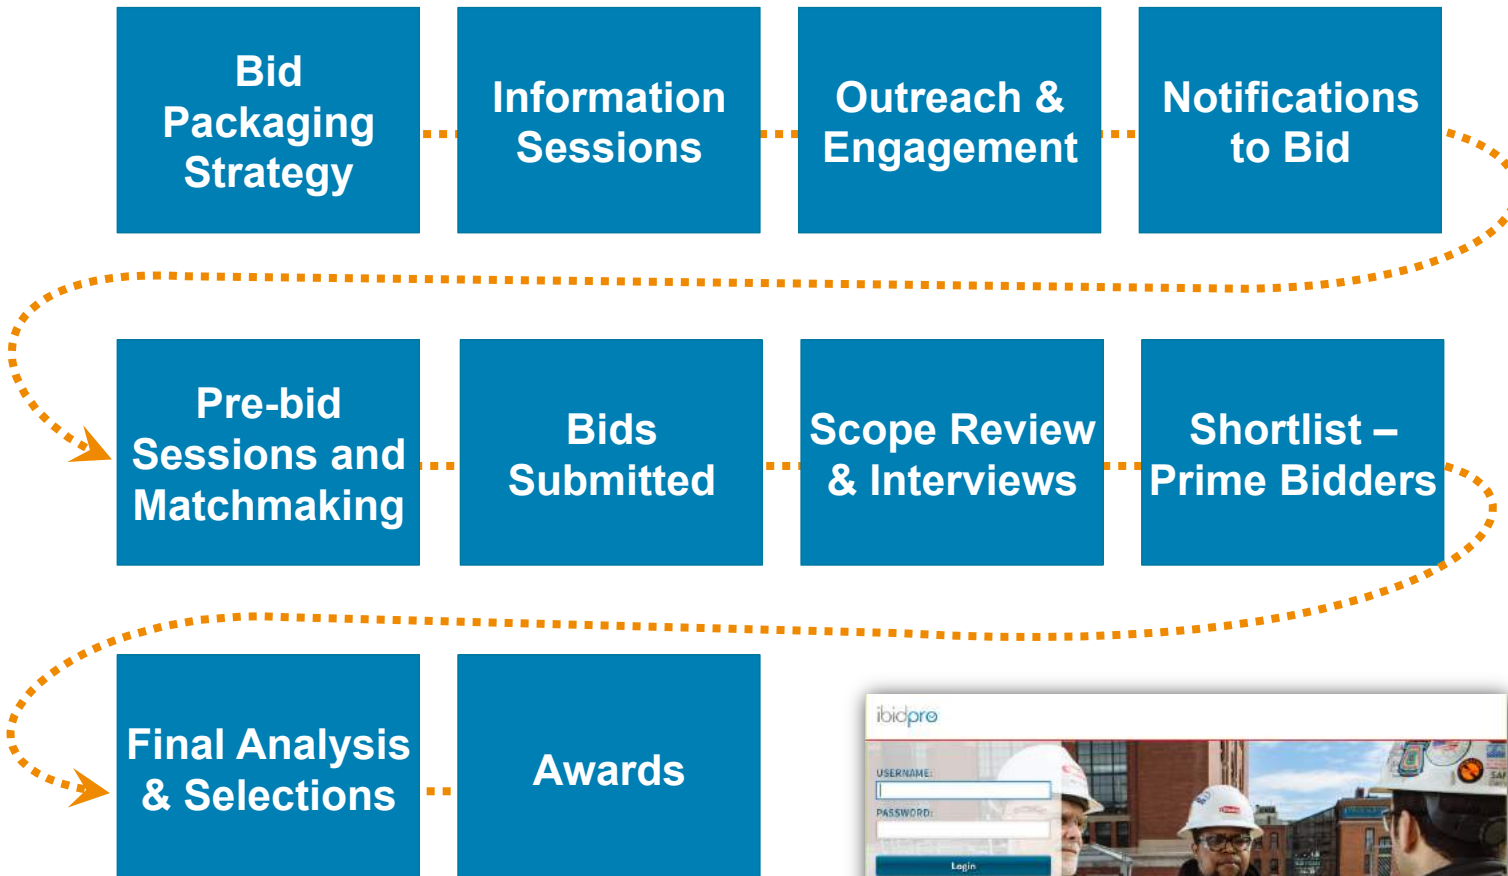 Bid
Packaging
Strategy
Information
Sessions
Outreach &
Engagement
Notifications
to Bid
Pre-bid
Sessions and
Matchmaking
Bids
Submitted
Scope Review
& Interviews
Shortlist –
Prime Bidders
Final Analysis
& Selections
Awards
ibidpro
USERNAME:
PASSWORD:
Login